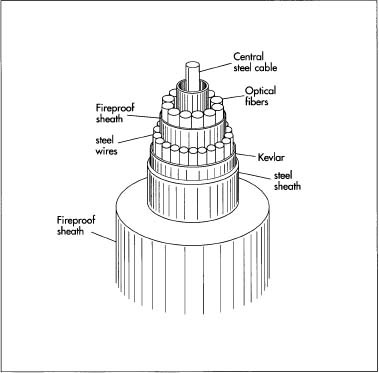 Central
steel cable
Optical
fibers
Fireproof
sheath
steel
wires
Kevlar
steel
sheath
Fireproof
sheath